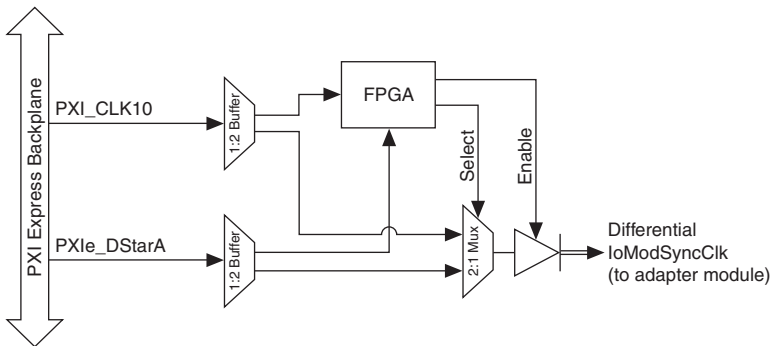 PXI Express Backplane
PXI_CLK10
1:2 Buffer
FPGA
Select
Enable
PXIe_DStarA
1:2 Buffer
2:1 Mux
Differential
IoModSyncClk
(to adapter module)